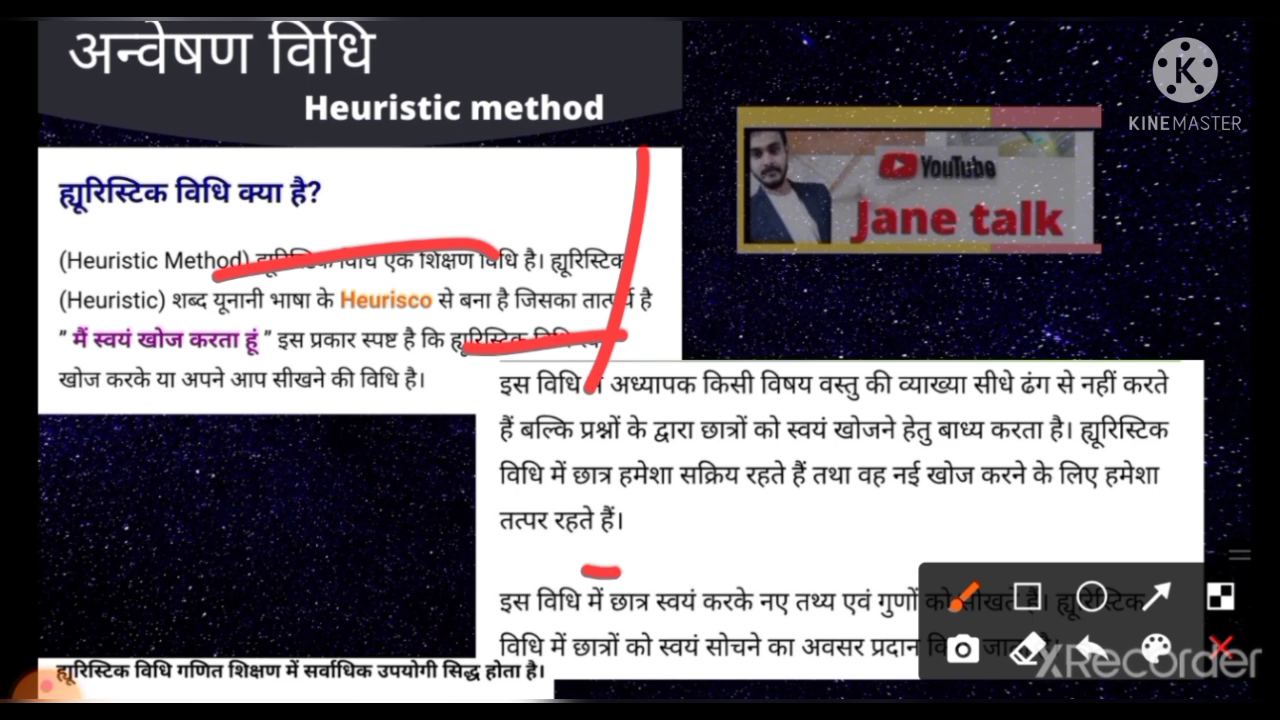 अन्वेषण विधि
Heuristic method
KINEMASTER
YouTube
Jane talk
ह्यूरिस्टिक विधि क्या है?
(Heuristic Method) ह्यूरिस्टिक विधि एक शिक्षण विधि है। ह्यूरिस्टिक
(Heuristic) शब्द यूनानी भाषा के Heurisco से बना है जिसका तात्पर्य है
" मैं स्वयं खोज करता हूं " इस प्रकार स्पष्ट है कि ह्यूरिस्टिक विधि
खोज करके या अपने आप सीखने की विधि है।
इस विधि में अध्यापक किसी विषय वस्तु की व्याख्या सीधे ढंग से नहीं करते
हैं बल्कि प्रश्नों के द्वारा छात्रों को स्वयं खोजने हेतु बाध्य करता है। ह्यूरिस्टिक
विधि में छात्र हमेशा सक्रिय रहते हैं तथा वह नई खोज करने के लिए हमेशा
तत्पर रहते हैं।
इस विधि में छात्र स्वयं करके नए तथ्य एवं गुणों को सीखते हैं। ह्यूरिस्टिक
विधि में छात्रों को स्वयं सोचने का अवसर प्रदान किया जाता है।
ह्यूरिस्टिक विधि गणित शिक्षण में सर्वाधिक उपयोगी सिद्ध होता है।
XRecorder